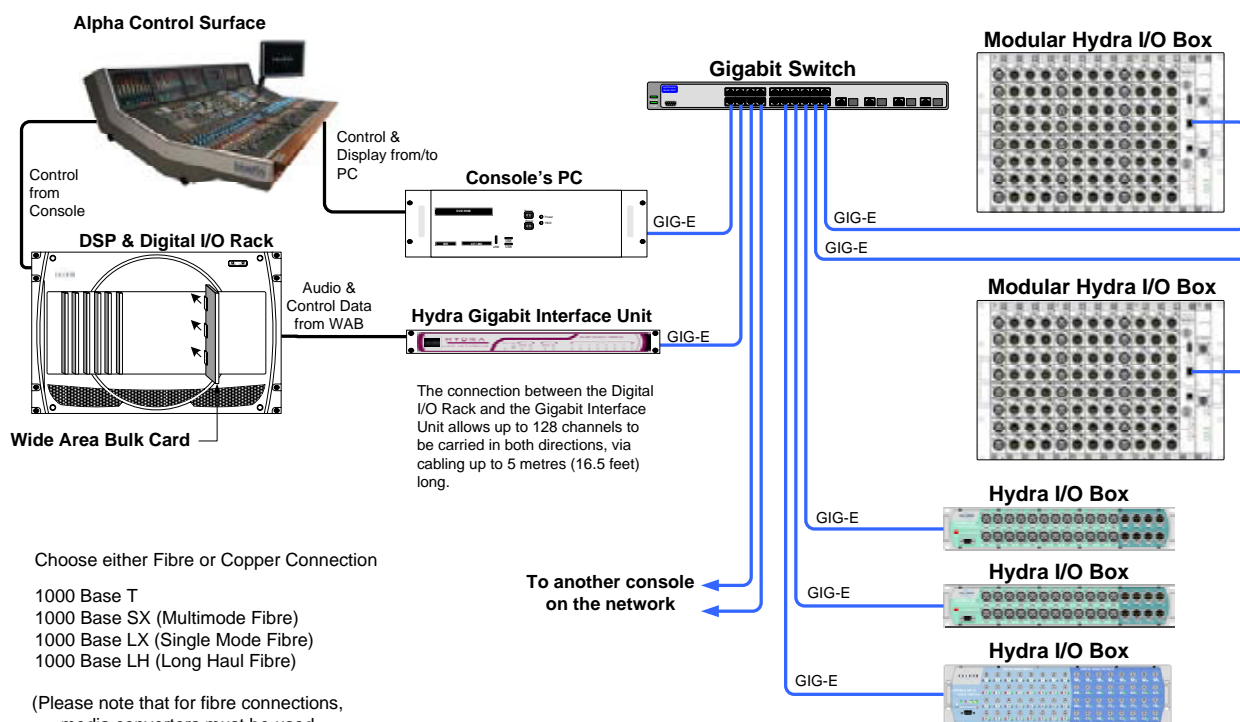 Alpha Control Surface
Control
from
Console
Control &
Display from/to
PC
Console's PC
GIG-E
Gigabit Switch
Modular Hydra I/O Box
GIG-E
GIG-E
DSP & Digital I/O Rack
Audio &
Control Data
from WAB
Hydra Gigabit Interface Unit
HYDRA
GIG-E
Modular Hydra I/O Box
Wide Area Bulk Card
The connection between the Digital
I/O Rack and the Gigabit Interface
Unit allows up to 128 channels to
be carried in both directions, via
cabling up to 5 metres (16.5 feet)
long.
Hydra I/O Box
GIG-E
Hydra I/O Box
GIG-E
Hydra I/O Box
GIG-E
To another console
on the network
Choose either Fibre or Copper Connection
1000 Base T
1000 Base SX (Multimode Fibre)
1000 Base LX (Single Mode Fibre)
1000 Base LH (Long Haul Fibre)
(Please note that for fibre connections,
media converters must be used